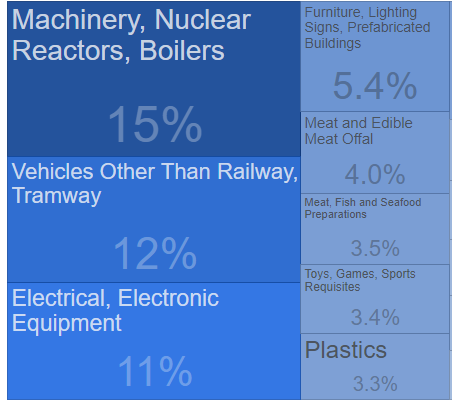 Machinery, Nuclear
Reactors, Boilers
15%
Vehicles Other Than Railway,
Tramway
12%
Electrical, Electronic
Equipment
11%
Furniture, Lighting
Signs, Prefabricated
Buildings
5.4%
Meat and Edible
Meat Offal
4.0%
Meat, Fish and Seafood
Preparations
3.5%
Toys, Games, Sports
Requisites
3.4%
Plastics
3.3%